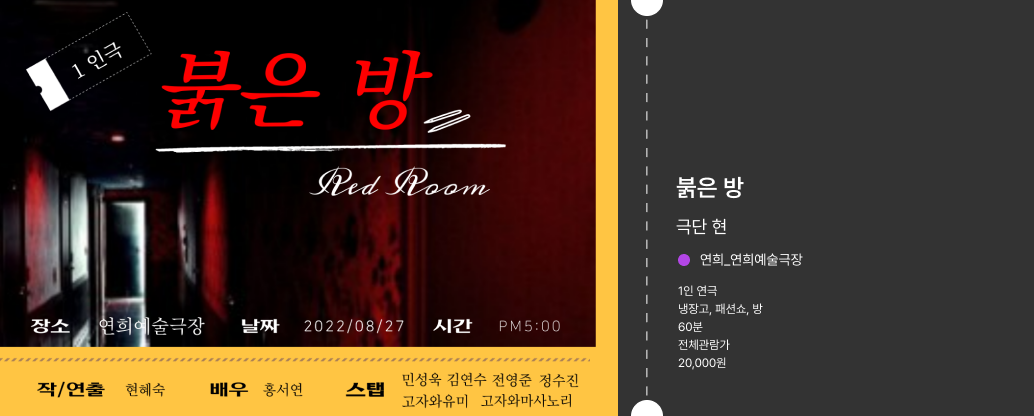 1 인극
붉은 방
Red Room
장소 연희예술극장 날짜 2022/08/27 시간 PM5:00
작/연출 현혜숙 배우 홍서연 스탭 민성욱 김연수 전영준 정수진
고자와유미 고자와마사노리
붉은 방
극단 현
연희_연희예술극장
1인 연극
냉장고, 패션쇼, 방
60분
전체관람가
20,000원